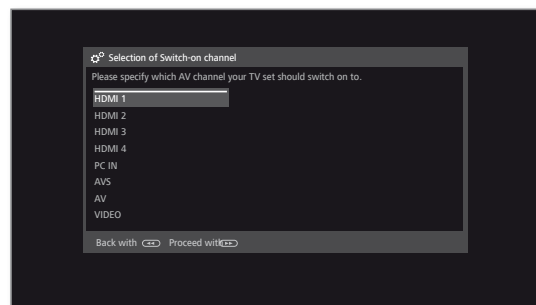 Selection of Switch-on channel
Please specify which AV channel your TV set should switch on to.
HDMI 1
HDMI 2
HDMI 3
HDMI 4
PC IN
AVS
AV
VIDEO
Back with Proceed with